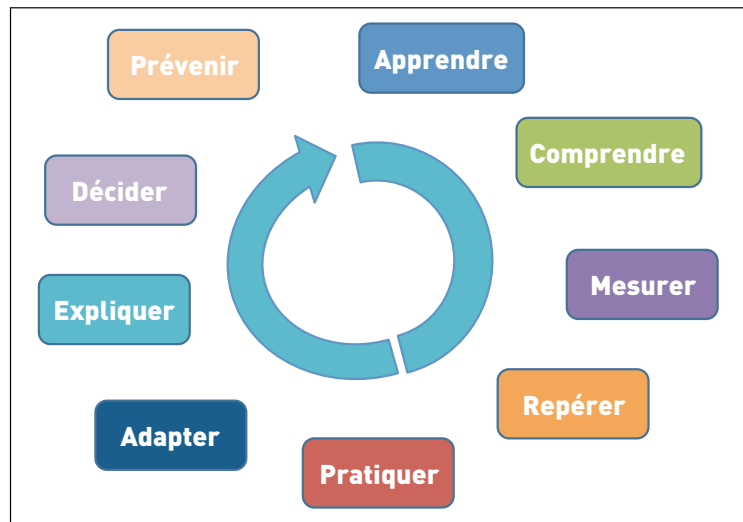 Prévenir
Apprendre
Comprendre
Décider
Mesurer
Expliquer
Repérer
Adapter
Pratiquer